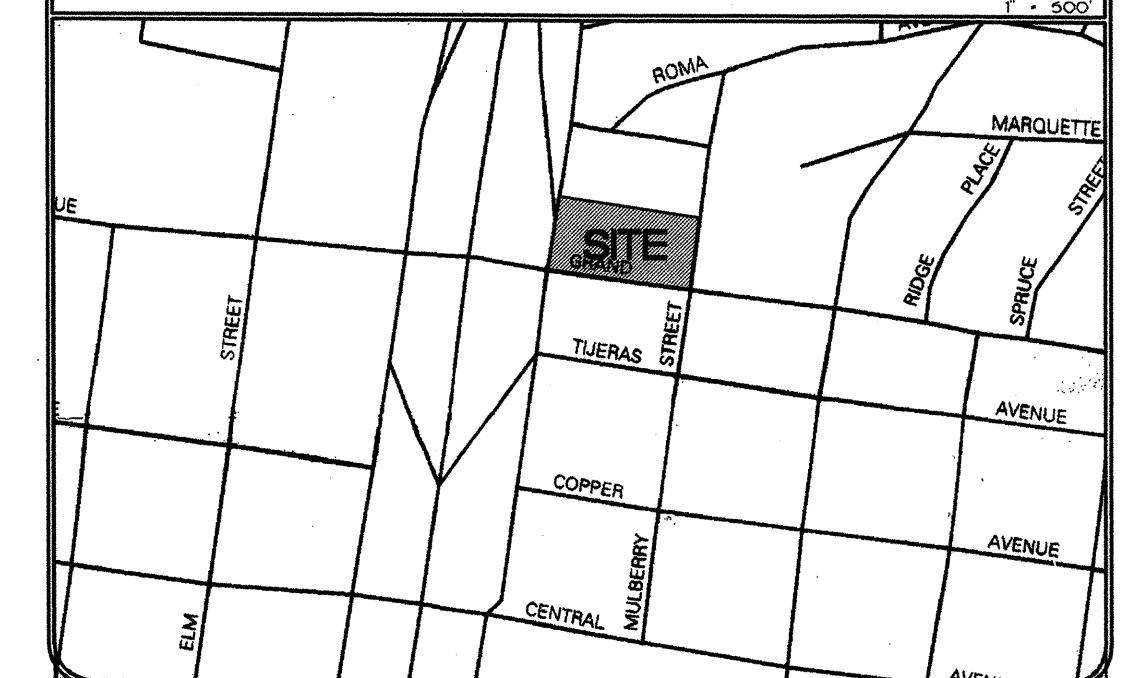 1" - 500'
ROMA
MARQUETTE
PLACE
STREET
UE
SITE
GRAND
RIDGE
SPRUCE
STREET
STREET
TIJERAS
AVENUE
COPPER
AVENUE
MULBERRY
CENTRAL
ELM